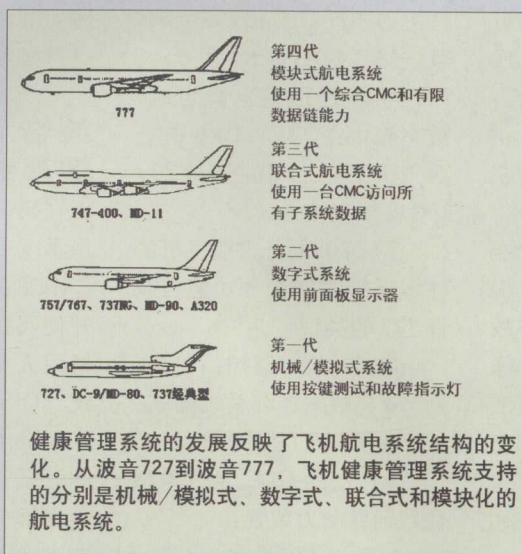 777
第四代
模块式航电系统
使用一个综合CMC和有限
数据链能力
747-400、MD-11
第三代
联合式航电系统
使用一台CMC访问所
有子系统数据
757/767、737NG、MD-90、A320
第二代
数字式系统
使用前面板显示器
727、DC-9/MD-80、737经典型
第一代
机械/模拟式系统
使用按键测试和故障指示灯
健康管理系统的发展反映了飞机航电系统结构的变
化。从波音727到波音777，飞机健康管理系统支持
的分别是机械/模拟式、数字式、联合式和模块化的
航电系统。